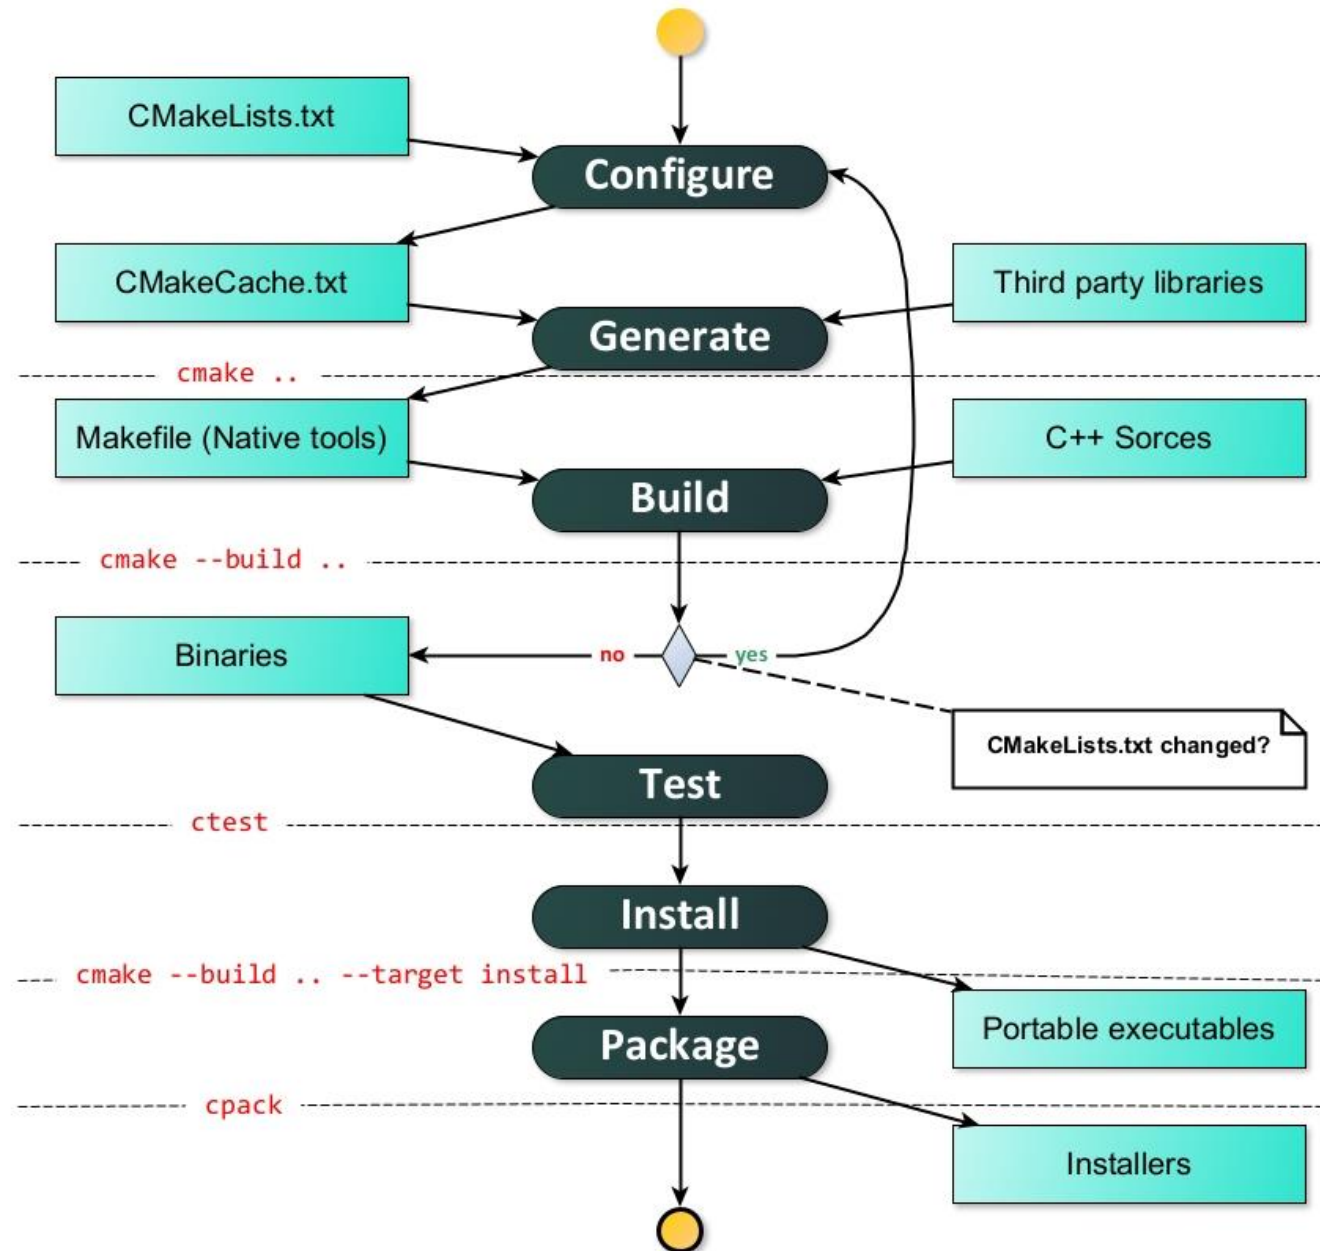 CMakeLists.txt
Configure
CMakeCache.txt
Third party libraries
Generate
cmake ..
Makefile (Native tools)
C++ Sorces
Build
cmake --build ..
Binaries
no
yes
CMakeLists.txt changed?
Test
ctest
Install
cmake --build .. --target install
Portable executables
Package
cpack
Installers